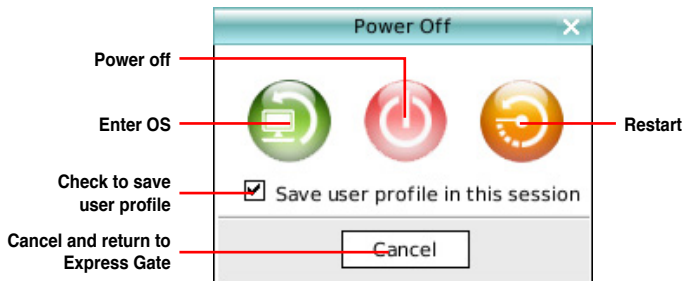 Power Off
Power off
Enter OS
Restart
Check to save
user profile
Save user profile in this session
Cancel and return to
Express Gate
Cancel